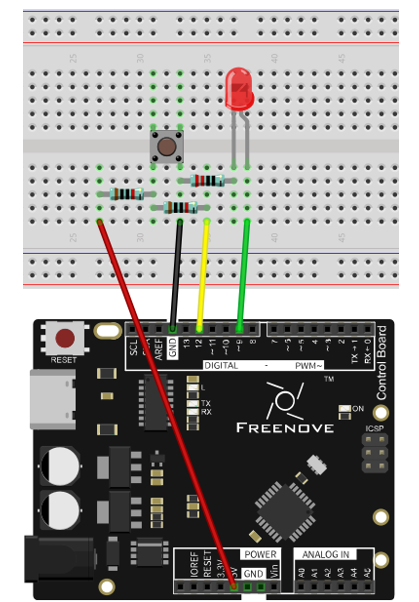 25 30 35 40 45
25 30 35 40 45
RESET
SCL
AREF
GND
13
12
~11
~10
~9
8
7
~6
~5
4
~3
2
TX→1
RX←0
DIGITAL - PWM~
L
TX
RX
TM
FREENOVE
ON
ICSP
Control Board
IOREF
RESET
3.3V
5V
POWER
GND
Vin
ANALOG IN
A0
A1
A2
A3
A4
A5